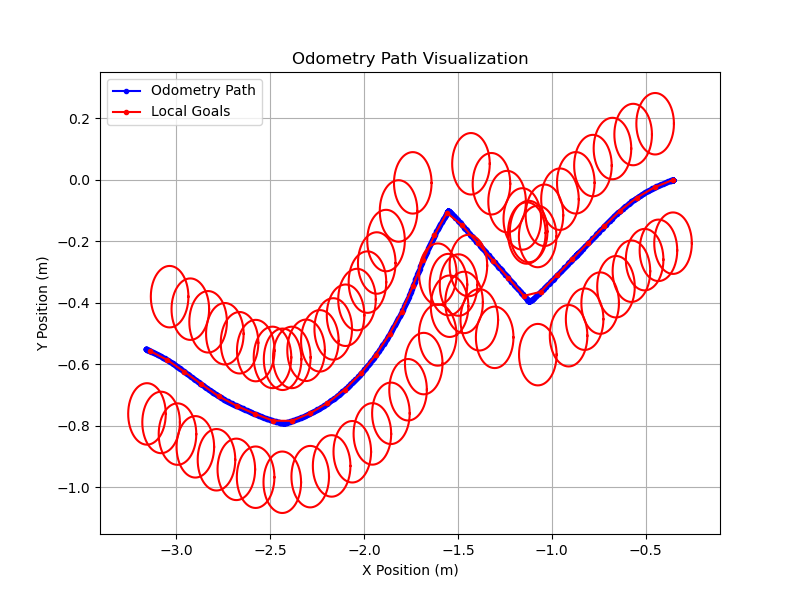 Odometry Path Visualization
Odometry Path
Local Goals
0.2
0.0
−0.2
−0.4
−0.6
−0.8
−1.0
Y Position (m)
−3.0
−2.5
−2.0
−1.5
−1.0
−0.5
X Position (m)